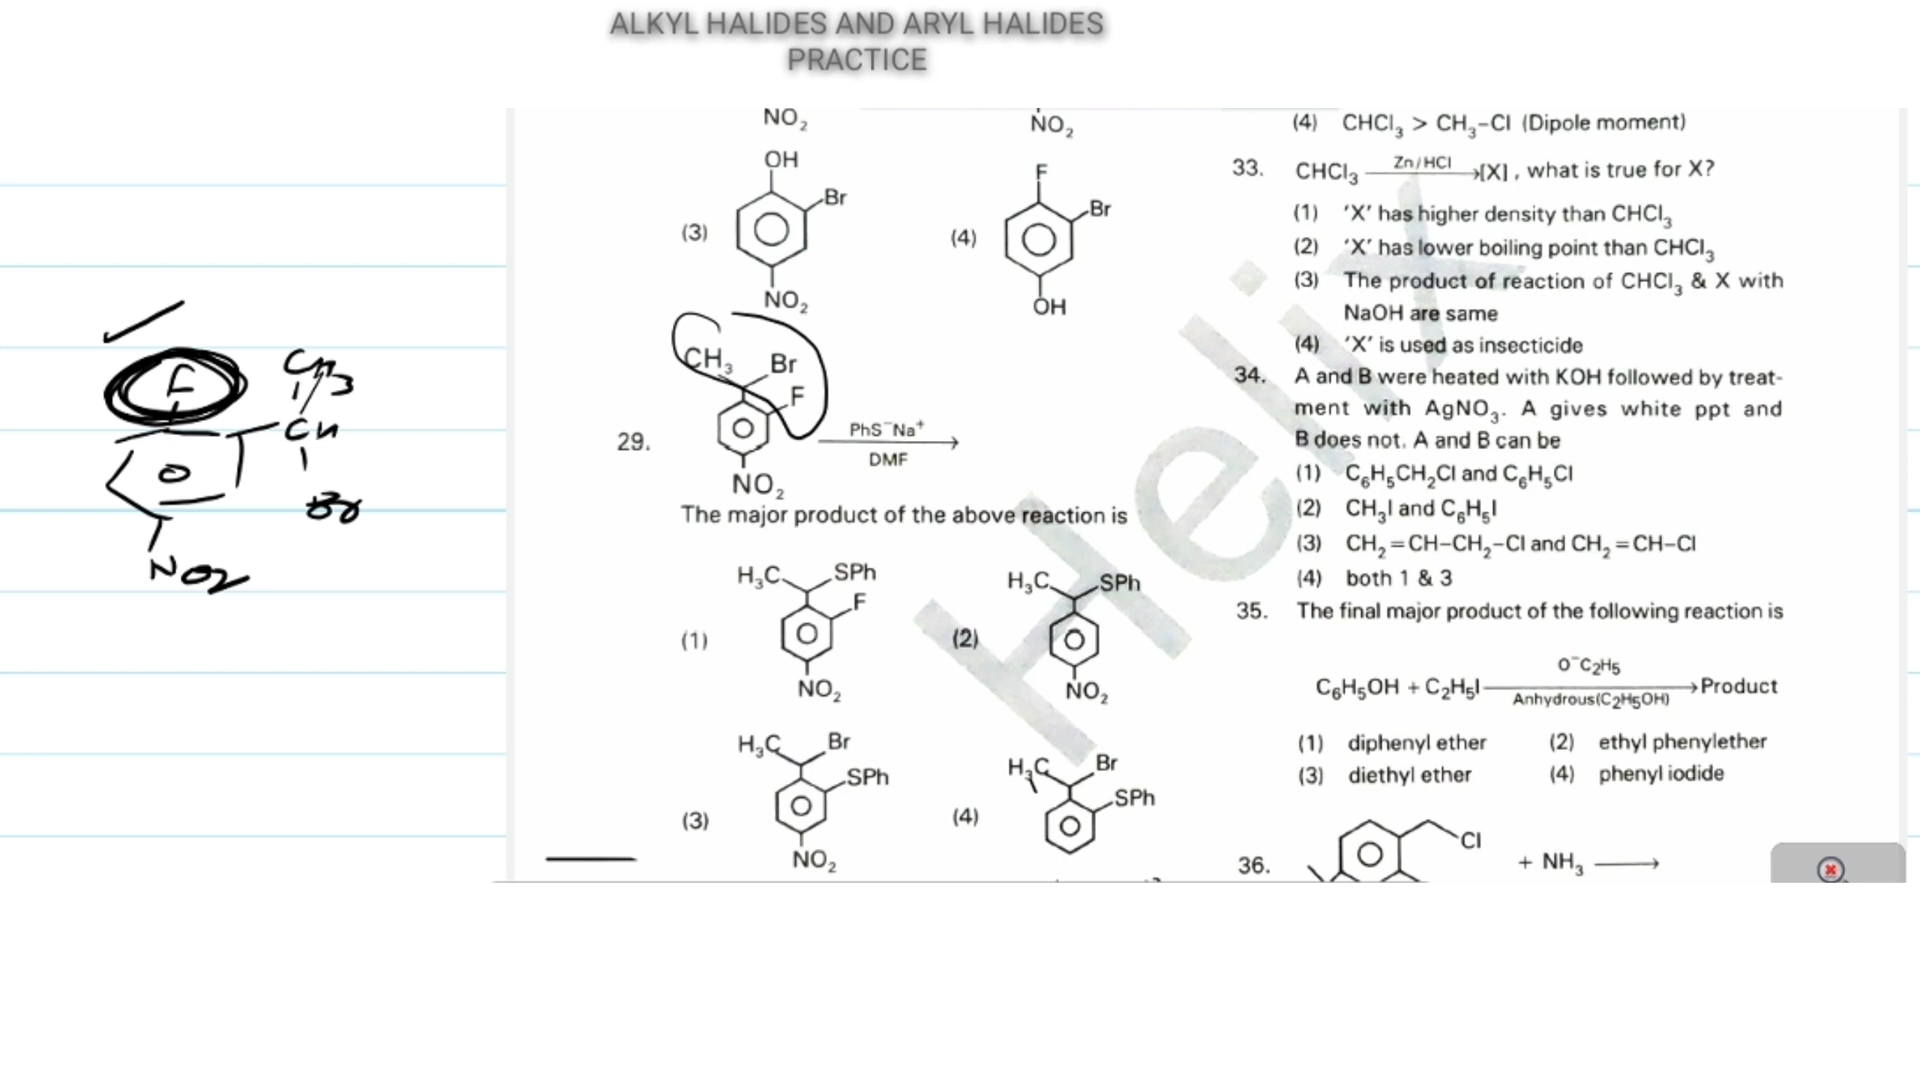 ALKYL HALIDES AND ARYL HALIDES
PRACTICE
F
CH3
CH
Br
NO2
NO₂
NO₂
OH
Br
(3)
NO₂
F
Br
(4)
OH
CH₃ Br
F
29.
PhS⁻Na⁺
DMF
NO₂
The major product of the above reaction is
H₃C SPh
F
(1)
NO₂
H₃C SPh
(2)
NO₂
H₃C Br
SPh
(3)
NO₂
H₃C Br
SPh
(4)
(4) CHCl₃ > CH₃–Cl (Dipole moment)
33. CHCl₃ Zn/HCl →[X] , what is true for X?
(1) ‘X’ has higher density than CHCl₃
(2) ‘X’ has lower boiling point than CHCl₃
(3) The product of reaction of CHCl₃ & X with
NaOH are same
(4) ‘X’ is used as insecticide
34. A and B were heated with KOH followed by treat-
ment with AgNO₃. A gives white ppt and
B does not. A and B can be
(1) C₆H₅CH₂Cl and C₆H₅Cl
(2) CH₃I and C₆H₅I
(3) CH₂=CH–CH₂–Cl and CH₂=CH–Cl
(4) both 1 & 3
35. The final major product of the following reaction is
O⁻C₂H₅
C₆H₅OH + C₂H₅I → Product
Anhydrous(C₂H₅OH)
(1) diphenyl ether (2) ethyl phenylether
(3) diethyl ether (4) phenyl iodide
Cl
36. + NH₃ ⟶
Helix